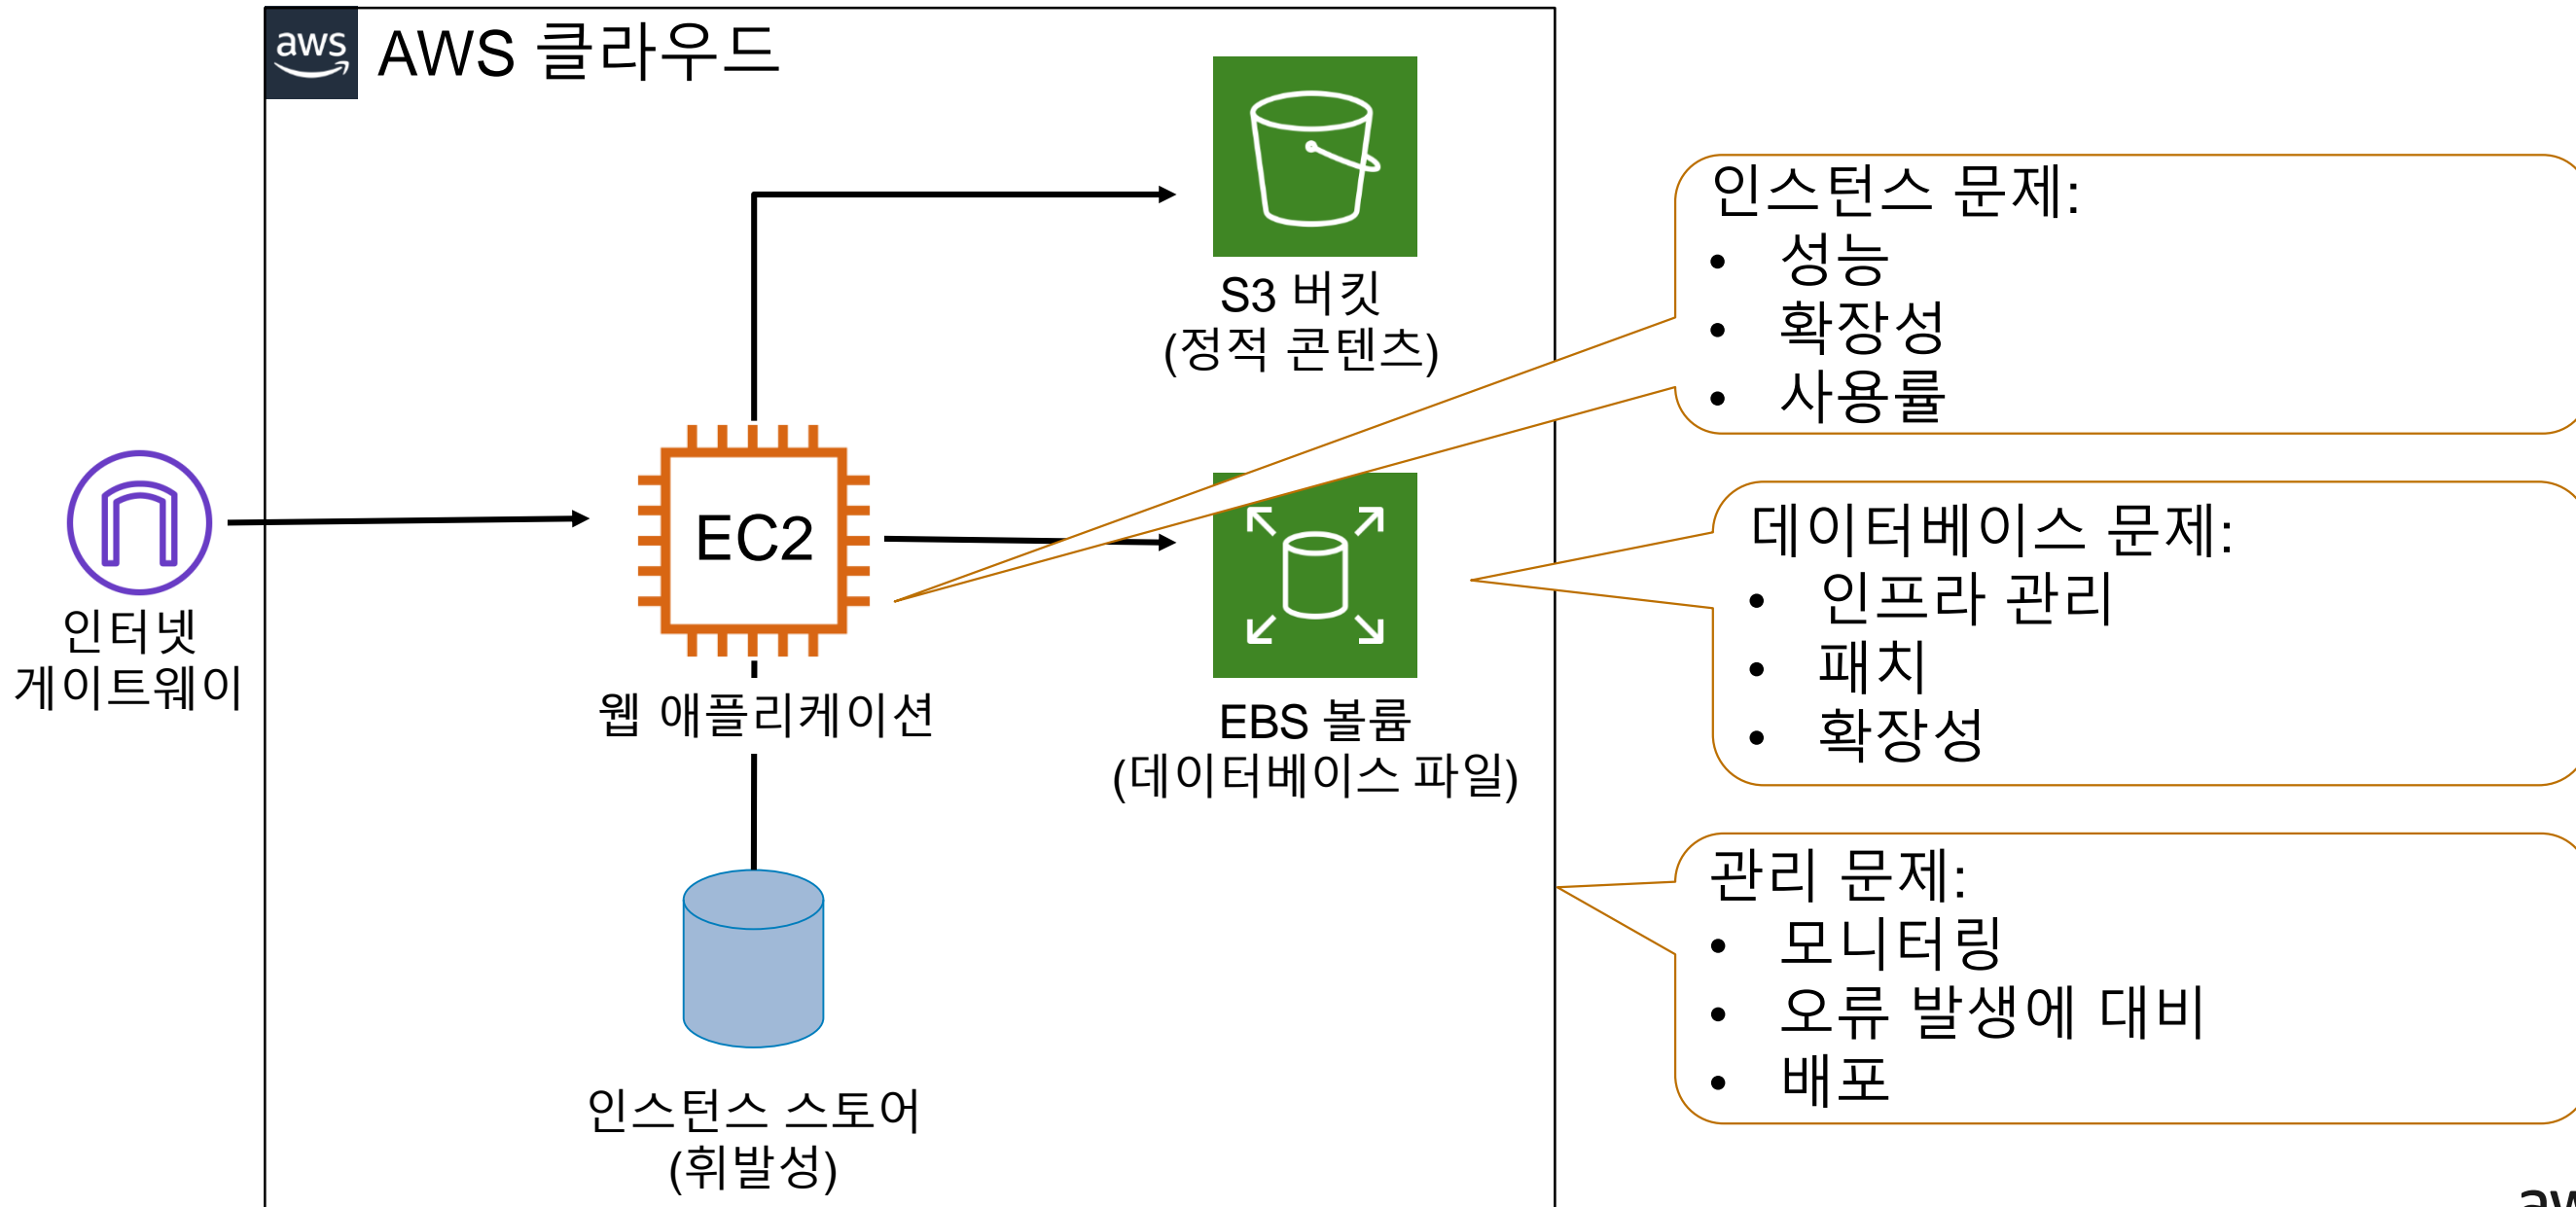 aws
AWS 클라우드
S3 버킷
(정적 콘텐츠)
인스턴스 문제:
• 성능
• 확장성
• 사용률
EC2
인터넷
게이트웨이
웹 애플리케이션
EBS 볼륨
(데이터베이스 파일)
데이터베이스 문제:
• 인프라 관리
• 패치
• 확장성
관리 문제:
• 모니터링
• 오류 발생에 대비
• 배포
인스턴스 스토어
(휘발성)